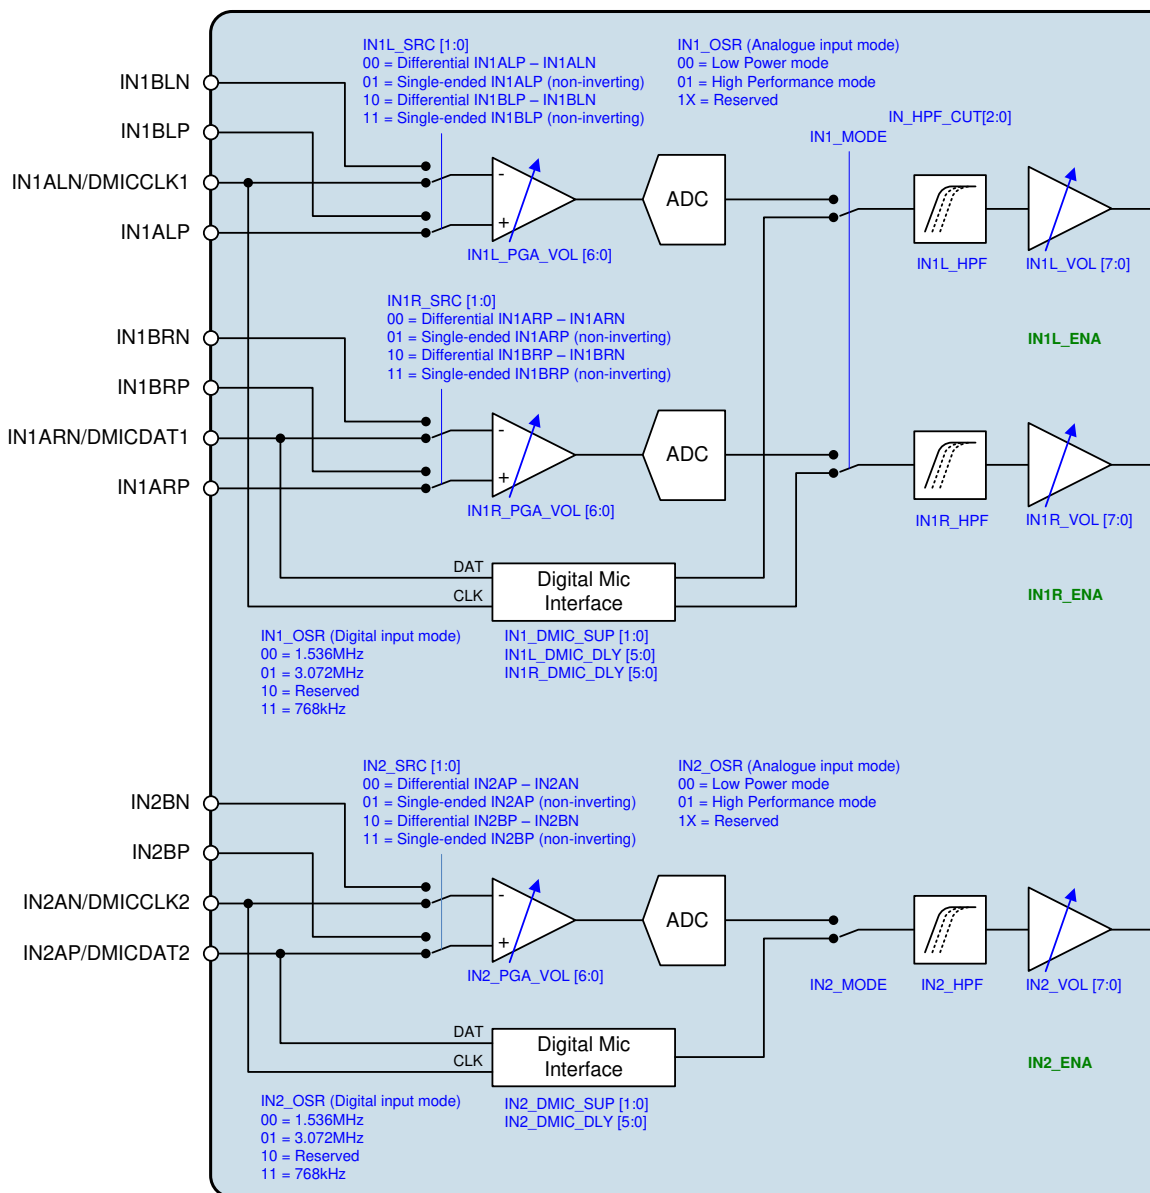 IN1L_SRC [1:0]
00 = Differential IN1ALP – IN1ALN
01 = Single-ended IN1ALP (non-inverting)
10 = Differential IN1BLP – IN1BLN
11 = Single-ended IN1BLP (non-inverting)
IN1_OSR (Analogue input mode)
00 = Low Power mode
01 = High Performance mode
1X = Reserved
IN_HPF_CUT[2:0]
IN1_MODE
IN1BLN
IN1BLP
IN1ALN/DMICCLK1
IN1ALP
-
+
ADC
IN1L_PGA_VOL [6:0]
IN1L_HPF
IN1L_VOL [7:0]
IN1R_SRC [1:0]
00 = Differential IN1ARP – IN1ARN
01 = Single-ended IN1ARP (non-inverting)
10 = Differential IN1BRP – IN1BRN
11 = Single-ended IN1BRP (non-inverting)
IN1L_ENA
IN1BRN
IN1BRP
IN1ARN/DMICDAT1
IN1ARP
-
+
ADC
IN1R_PGA_VOL [6:0]
IN1R_HPF
IN1R_VOL [7:0]
DAT
CLK
Digital Mic
Interface
IN1R_ENA
IN1_OSR (Digital input mode)
00 = 1.536MHz
01 = 3.072MHz
10 = Reserved
11 = 768kHz
IN1_DMIC_SUP [1:0]
IN1L_DMIC_DLY [5:0]
IN1R_DMIC_DLY [5:0]
IN2_SRC [1:0]
00 = Differential IN2AP – IN2AN
01 = Single-ended IN2AP (non-inverting)
10 = Differential IN2BP – IN2BN
11 = Single-ended IN2BP (non-inverting)
IN2_OSR (Analogue input mode)
00 = Low Power mode
01 = High Performance mode
1X = Reserved
IN2BN
IN2BP
IN2AN/DMICCLK2
IN2AP/DMICDAT2
-
+
ADC
IN2_PGA_VOL [6:0]
IN2_MODE
IN2_HPF
IN2_VOL [7:0]
DAT
CLK
Digital Mic
Interface
IN2_ENA
IN2_OSR (Digital input mode)
00 = 1.536MHz
01 = 3.072MHz
10 = Reserved
11 = 768kHz
IN2_DMIC_SUP [1:0]
IN2_DMIC_DLY [5:0]